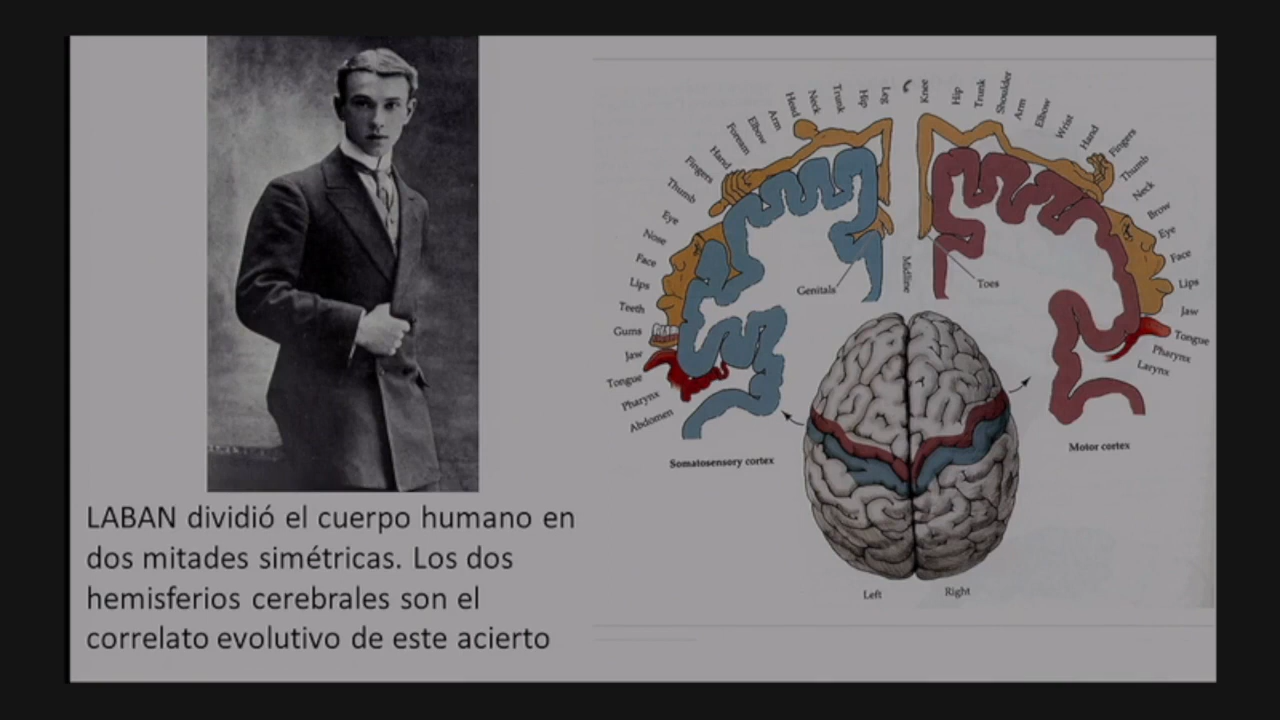 LABAN dividió el cuerpo humano en
dos mitades simétricas. Los dos
hemisferios cerebrales son el
correlato evolutivo de este acierto
Leg
Hip
Trunk
Neck
Head
Arm
Elbow
Forearm
Hand
Fingers
Thumb
Eye
Nose
Face
Lips
Teeth
Gums
Jaw
Tongue
Pharynx
Abdomen
Genitals
Somatosensory cortex
Midline
Knee
Hip
Trunk
Shoulder
Arm
Elbow
Wrist
Hand
Fingers
Thumb
Neck
Brow
Eye
Face
Lips
Jaw
Tongue
Pharynx
Larynx
Toes
Motor cortex
Left
Right